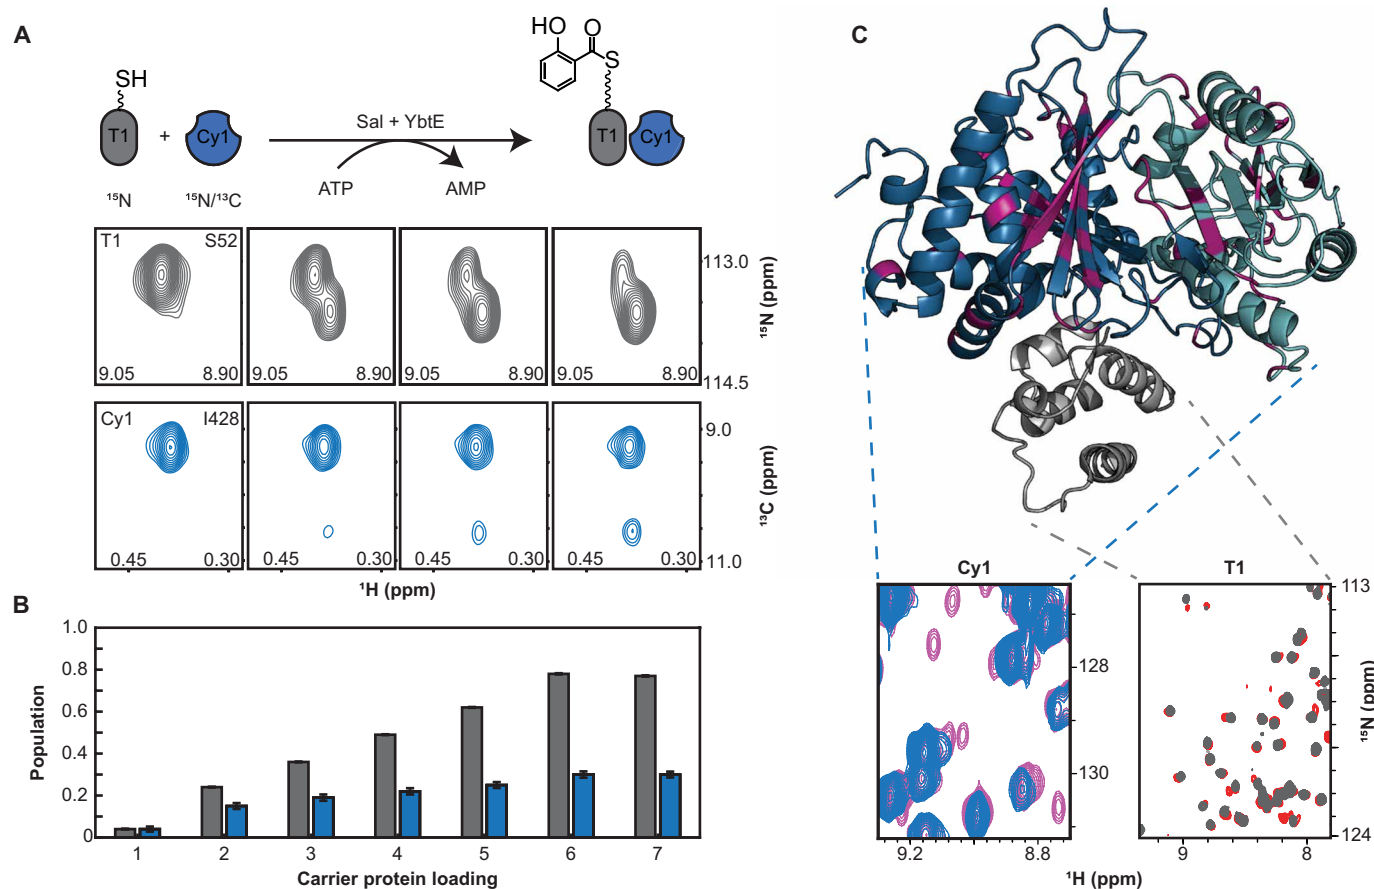 A
HO
O
S
SH
T1
+
Cy1
Sal + YbtE
ATP
AMP
T1
Cy1
¹⁵N
¹⁵N/¹³C
T1
S52
9.05
8.90
9.05
8.90
9.05
8.90
9.05
8.90
113.0
114.5
¹⁵N (ppm)
Cy1
I428
0.45
0.30
0.45
0.30
0.45
0.30
0.45
0.30
9.0
11.0
¹³C (ppm)
¹H (ppm)
B
Population
1.0
0.8
0.6
0.4
0.2
0
1
2
3
4
5
6
7
Carrier protein loading
C
Cy1
128
130
9.2
8.8
T1
113
124
9
8
¹⁵N (ppm)
¹H (ppm)